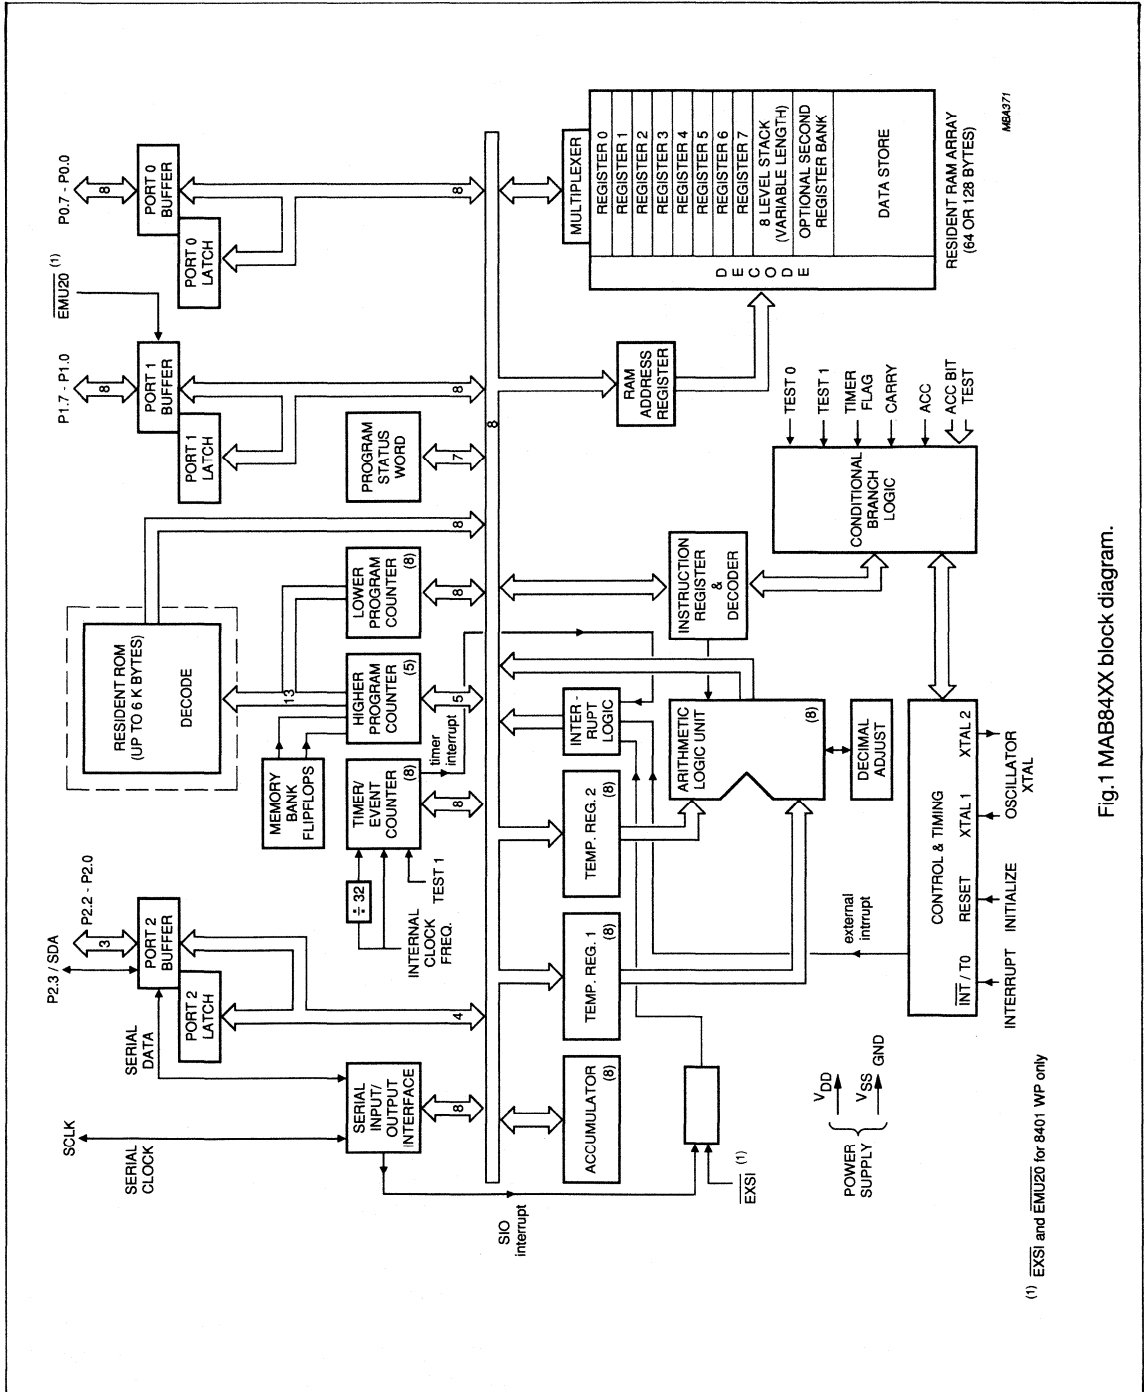 SCLK
SERIAL
CLOCK
SERIAL
DATA
P2.3 / SDA
P2.2 - P2.0
3
PORT 2
BUFFER
PORT 2
LATCH
4
SERIAL
INPUT/
OUTPUT
INTERFACE
8
SIO
interrupt
RESIDENT ROM
(UP TO 6 K BYTES)
DECODE
MEMORY
BANK
FLIPFLOPS
13
÷ 32
INTERNAL
CLOCK
FREQ.
TEST 1
TIMER/
EVENT
COUNTER
(8)
8
timer
interrupt
HIGHER
PROGRAM
COUNTER
(5)
5
LOWER
PROGRAM
COUNTER
(8)
8
8
PROGRAM
STATUS
WORD
7
P1.7 - P1.0
8
EMU20 (1)
PORT 1
BUFFER
PORT 1
LATCH
8
P0.7 - P0.0
8
PORT 0
BUFFER
PORT 0
LATCH
8
8
ACCUMULATOR
(8)
TEMP. REG. 1
(8)
TEMP. REG. 2
(8)
INTER -
RUPT
LOGIC
INSTRUCTION
REGISTER
&
DECODER
RAM
ADDRESS
REGISTER
MULTIPLEXER
REGISTER 0
REGISTER 1
REGISTER 2
REGISTER 3
REGISTER 4
REGISTER 5
REGISTER 6
REGISTER 7
8 LEVEL STACK
(VARIABLE LENGTH)
OPTIONAL SECOND
REGISTER BANK
DATA STORE
DECODE
RESIDENT RAM ARRAY
(64 OR 128 BYTES)
MBA371
EXSI (1)
ARITHMETIC
LOGIC UNIT
(8)
DECIMAL
ADJUST
CONDITIONAL
BRANCH
LOGIC
TEST 0
TEST 1
TIMER
FLAG
CARRY
ACC
ACC BIT
TEST
POWER
SUPPLY
VDD
VSS
GND
external
intrrupt
CONTROL & TIMING
INT / T0
RESET
XTAL 1
XTAL 2
INTERRUPT
INITIALIZE
OSCILLATOR
XTAL
(1) EXSI and EMU20 for 8401 WP only
Fig.1 MAB84XX block diagram.